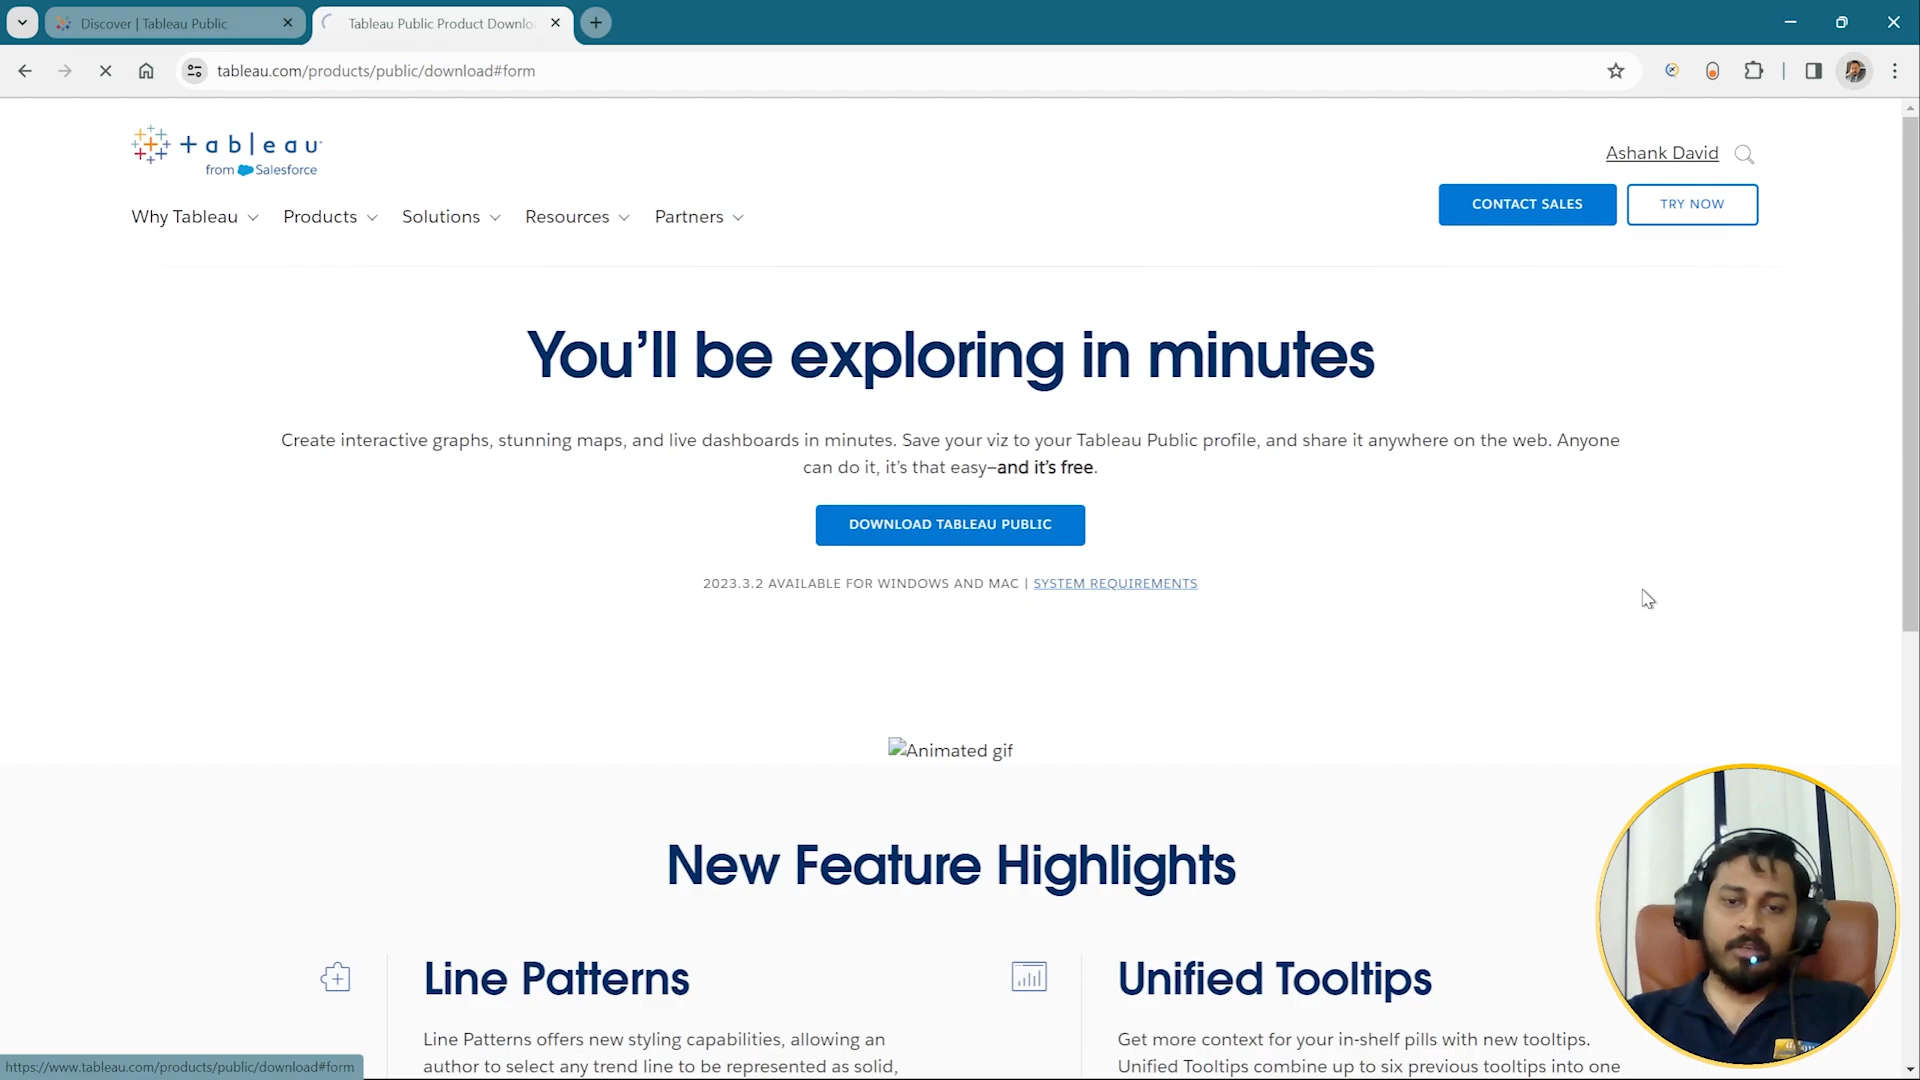 Discover | Tableau Public
Tableau Public Product Downlo
tableau.com/products/public/download#form
+ableau
from Salesforce
Ashank David
Why Tableau
Products
Solutions
Resources
Partners
CONTACT SALES
TRY NOW
You'll be exploring in minutes
Create interactive graphs, stunning maps, and live dashboards in minutes. Save your viz to your Tableau Public profile, and share it anywhere on the web. Anyone
can do it, it's that easy—and it's free.
DOWNLOAD TABLEAU PUBLIC
2023.3.2 AVAILABLE FOR WINDOWS AND MAC | SYSTEM REQUIREMENTS
Animated gif
New Feature Highlights
Line Patterns
Line Patterns offers new styling capabilities, allowing an
author to select any trend line to be represented as solid,
Unified Tooltips
Get more context for your in-shelf pills with new tooltips.
Unified Tooltips combine up to six previous tooltips into one
https://www.tableau.com/products/public/download#form